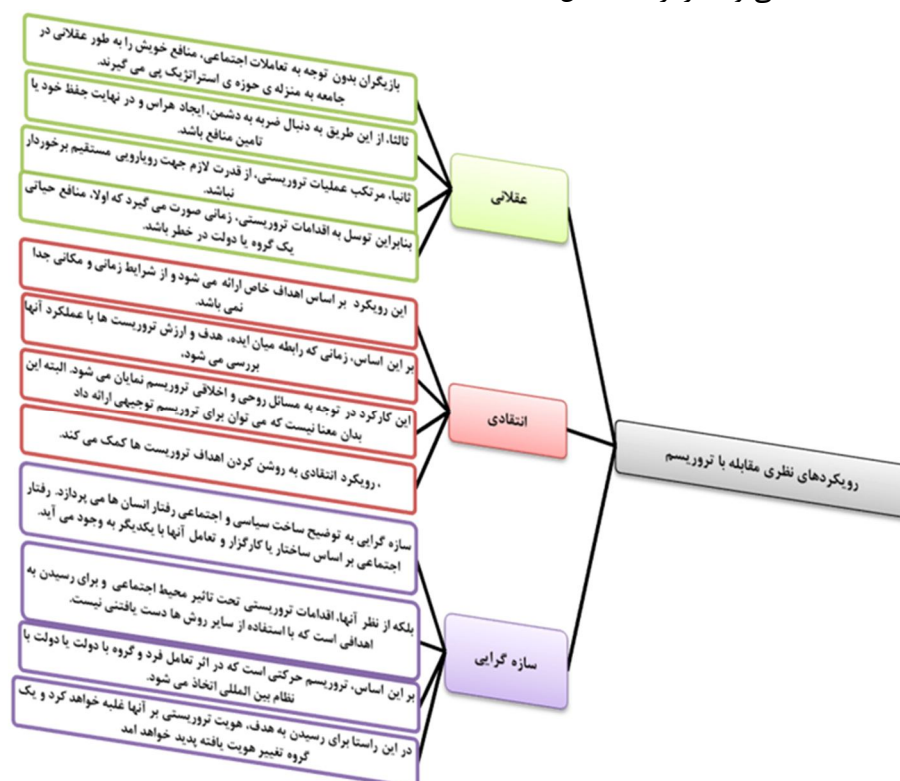 رویکردهای نظری مقابله با تروریسم
عقلانی
بازیگران بدون توجه به تعاملات اجتماعی، منافع خویش را به طور عقلانی در
جامعه به منزله ی حوزه ی استراتژیک پی می گیرند.
ثالثا، از این طریق به دنبال ضربه به دشمن، ایجاد هراس و در نهایت حفظ خود یا
تامین منافع باشد.
ثانیا، مرتکب عملیات تروریستی، از قدرت لازم جهت رویارویی مستقیم برخوردار
نباشد.
بنابراین توسل به اقدامات تروریستی، زمانی صورت می گیرد که اولا، منافع حیاتی
یک گروه یا دولت در خطر باشد.
انتقادی
این رویکرد بر اساس اهداف خاص ارائه می شود و از شرایط زمانی و مکانی جدا
نمی باشد.
بر این اساس، زمانی که رابطه میان ایده، هدف و ارزش تروریست ها با عملکرد آنها
بررسی می شود،
این کارکرد در توجه به مسائل روحی و اخلاقی تروریسم نمایان می شود. البته این
بدان معنا نیست که می توان برای تروریسم توجیهی ارائه داد
، رویکرد انتقادی به روشن کردن اهداف تروریست ها کمک می کند.
سازه گرایی
سازه گرایی به توضیح ساخت سیاسی و اجتماعی رفتار انسان ها می پردازد. رفتار
اجتماعی بر اساس ساختار یا کارگزار و تعامل آنها با یکدیگر به وجود می آید.
بلکه از نظر آنها، اقدامات تروریستی تحت تاثیر محیط اجتماعی و برای رسیدن به
اهدافی است که با استفاده از سایر روش ها دست یافتنی نیست.
بر این اساس، تروریسم حرکتی است که در اثر تعامل فرد و گروه با دولت یا دولت با
نظام بین المللی اتخاذ می شود.
در این راستا برای رسیدن به هدف، هویت تروریستی بر آنها غلبه خواهد کرد و یک
گروه تغییر هویت یافته پدید خواهد امد